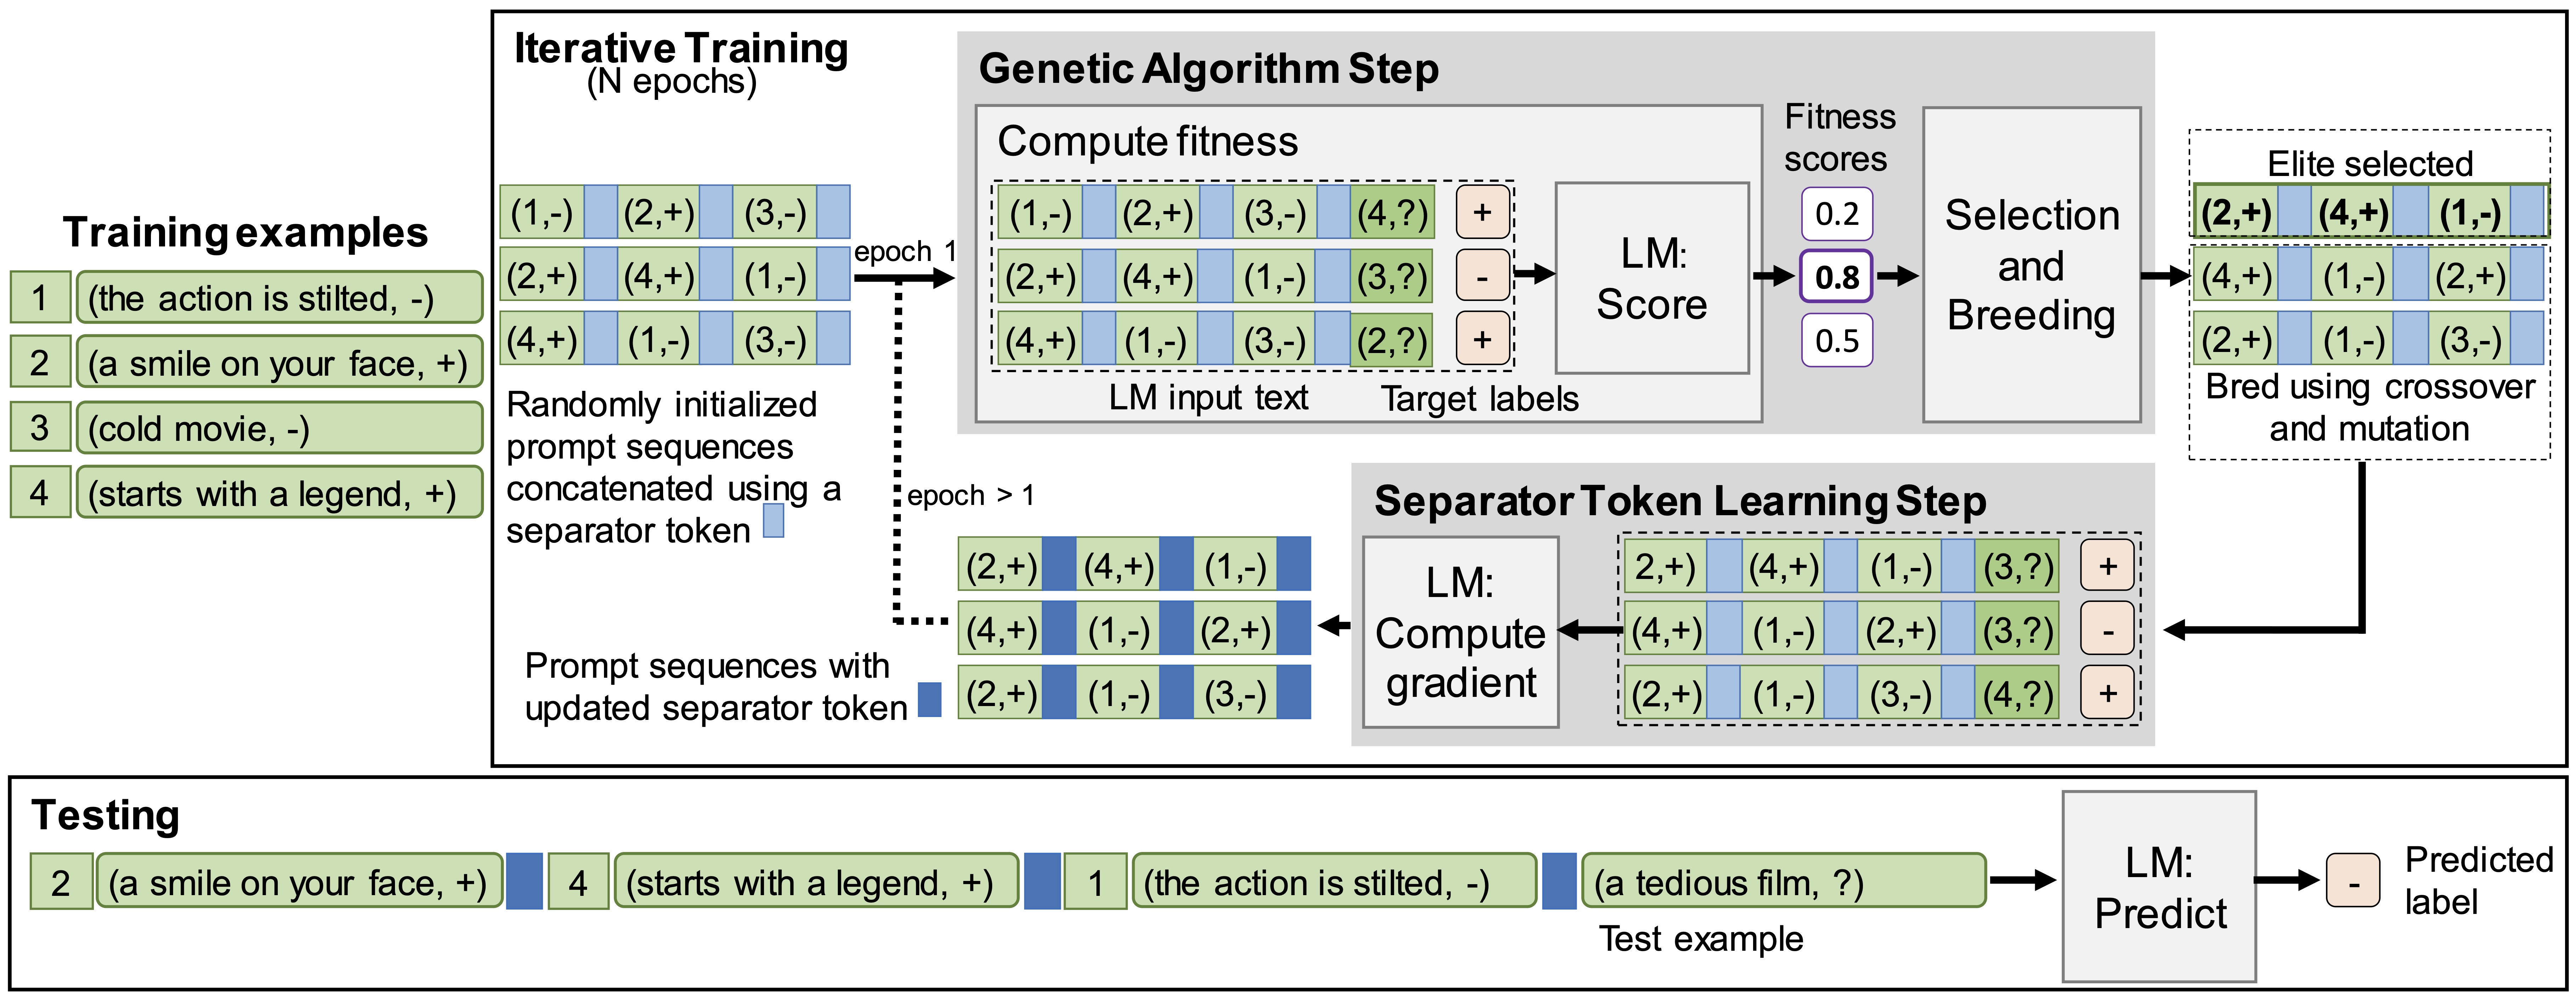 Training examples
1 (the action is stilted, -)
2 (a smile on your face, +)
3 (cold movie, -)
4 (starts with a legend, +)
Iterative Training
(N epochs)
(1,-) (2,+) (3,-)
(2,+) (4,+) (1,-)
(4,+) (1,-) (3,-)
Randomly initialized
prompt sequences
concatenated using a
separator token
epoch 1
epoch > 1
Genetic Algorithm Step
Compute fitness
(1,-) (2,+) (3,-) (4,?) +
(2,+) (4,+) (1,-) (3,?) -
(4,+) (1,-) (3,-) (2,?) +
LM input text
Target labels
LM:
Score
Fitness
scores
0.2
0.8
0.5
Selection
and
Breeding
Elite selected
(2,+) (4,+) (1,-)
(4,+) (1,-) (2,+)
(2,+) (1,-) (3,-)
Bred using crossover
and mutation
Separator Token Learning Step
2,+) (4,+) (1,-) (3,?) +
(4,+) (1,-) (2,+) (3,?) -
(2,+) (1,-) (3,-) (4,?) +
LM:
Compute
gradient
(2,+) (4,+) (1,-)
(4,+) (1,-) (2,+)
(2,+) (1,-) (3,-)
Prompt sequences with
updated separator token
Testing
2 (a smile on your face, +) 4 (starts with a legend, +) 1 (the action is stilted, -) (a tedious film, ?)
Test example
LM:
Predict
-
Predicted
label